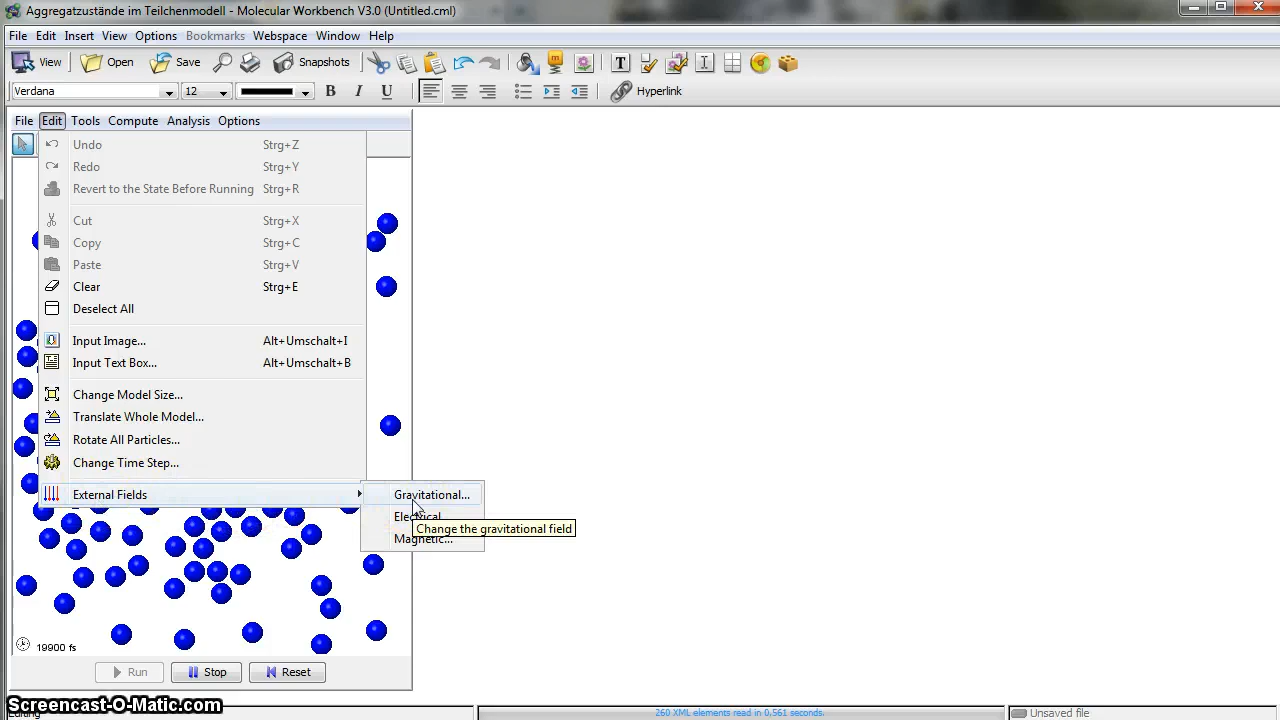 Aggregatzustände im Teilchenmodell - Molecular Workbench V3.0 (Untitled.cml)
File Edit Insert View Options Bookmarks Webspace Window Help
View Open Save Snapshots
Verdana 12 B I U Hyperlink
File Edit Tools Compute Analysis Options
Undo Strg+Z
Redo Strg+Y
Revert to the State Before Running Strg+R
Cut Strg+X
Copy Strg+C
Paste Strg+V
Clear Strg+E
Deselect All
Input Image... Alt+Umschalt+I
Input Text Box... Alt+Umschalt+B
Change Model Size...
Translate Whole Model...
Rotate All Particles...
Change Time Step...
External Fields Gravitational...
Electrical
Change the gravitational field
Magnetic...
19900 fs
Run Stop Reset
Screencast-O-Matic.com
260 XML elements read in 0,561 seconds. Unsaved file